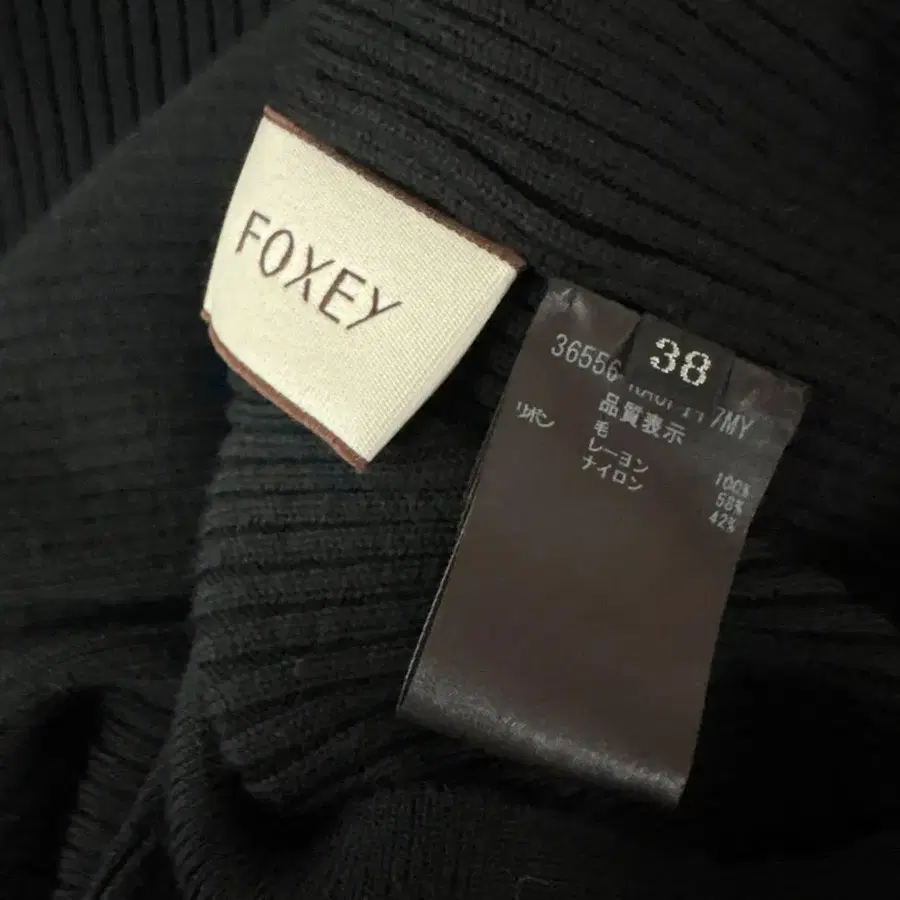 FOXEY
38
36556
7MY
品質表示
毛 100%
リボン レーヨン 58%
ナイロン 42%